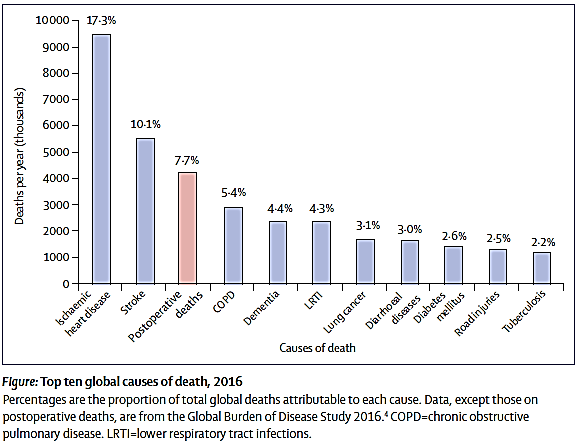 Deaths per year (thousands)
10000
9000
8000
7000
6000
5000
4000
3000
2000
1000
0
17·3%
10·1%
7·7%
5·4%
4·4%
4·3%
3·1%
3·0%
2·6%
2·5%
2·2%
Ischaemic
heart disease
Stroke
Postoperative
deaths
COPD
Dementia
LRTI
Lung cancer
Diarrhoeal
diseases
Diabetes
mellitus
Road injuries
Tuberculosis
Causes of death
Figure: Top ten global causes of death, 2016
Percentages are the proportion of total global deaths attributable to each cause. Data, except those on
postoperative deaths, are from the Global Burden of Disease Study 2016.⁴ COPD=chronic obstructive
pulmonary disease. LRTI=lower respiratory tract infections.